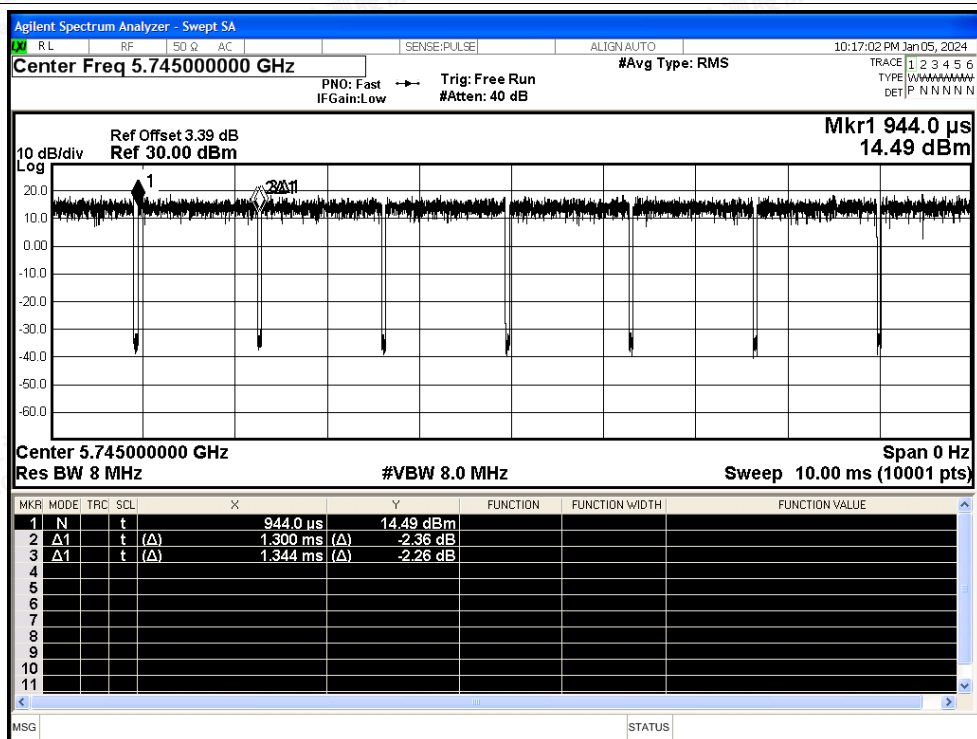 Agilent Spectrum Analyzer - Swept SA
LXI RL RF 50 Ω AC SENSE:PULSE ALIGN AUTO 10:17:02 PM Jan 05, 2024
Center Freq 5.745000000 GHz #Avg Type: RMS TRACE 1 2 3 4 5 6
PNO: Fast Trig: Free Run TYPE WWWWWW
IFGain:Low #Atten: 40 dB DET P N N N N N
Mkr1 944.0 µs
14.49 dBm
Ref Offset 3.39 dB
10 dB/div Ref 30.00 dBm
Log
1
20.0
10.0
0.00
-10.0
-20.0
-30.0
-40.0
-50.0
-60.0
Center 5.745000000 GHz Span 0 Hz
Res BW 8 MHz #VBW 8.0 MHz Sweep 10.00 ms (10001 pts)
MKR MODE TRC SCL X Y FUNCTION FUNCTION WIDTH FUNCTION VALUE
1 N t 944.0 µs 14.49 dBm
2 Δ1 t (Δ) 1.300 ms (Δ) -2.36 dB
3 Δ1 t (Δ) 1.344 ms (Δ) -2.26 dB
4
5
6
7
8
9
10
11
MSG STATUS